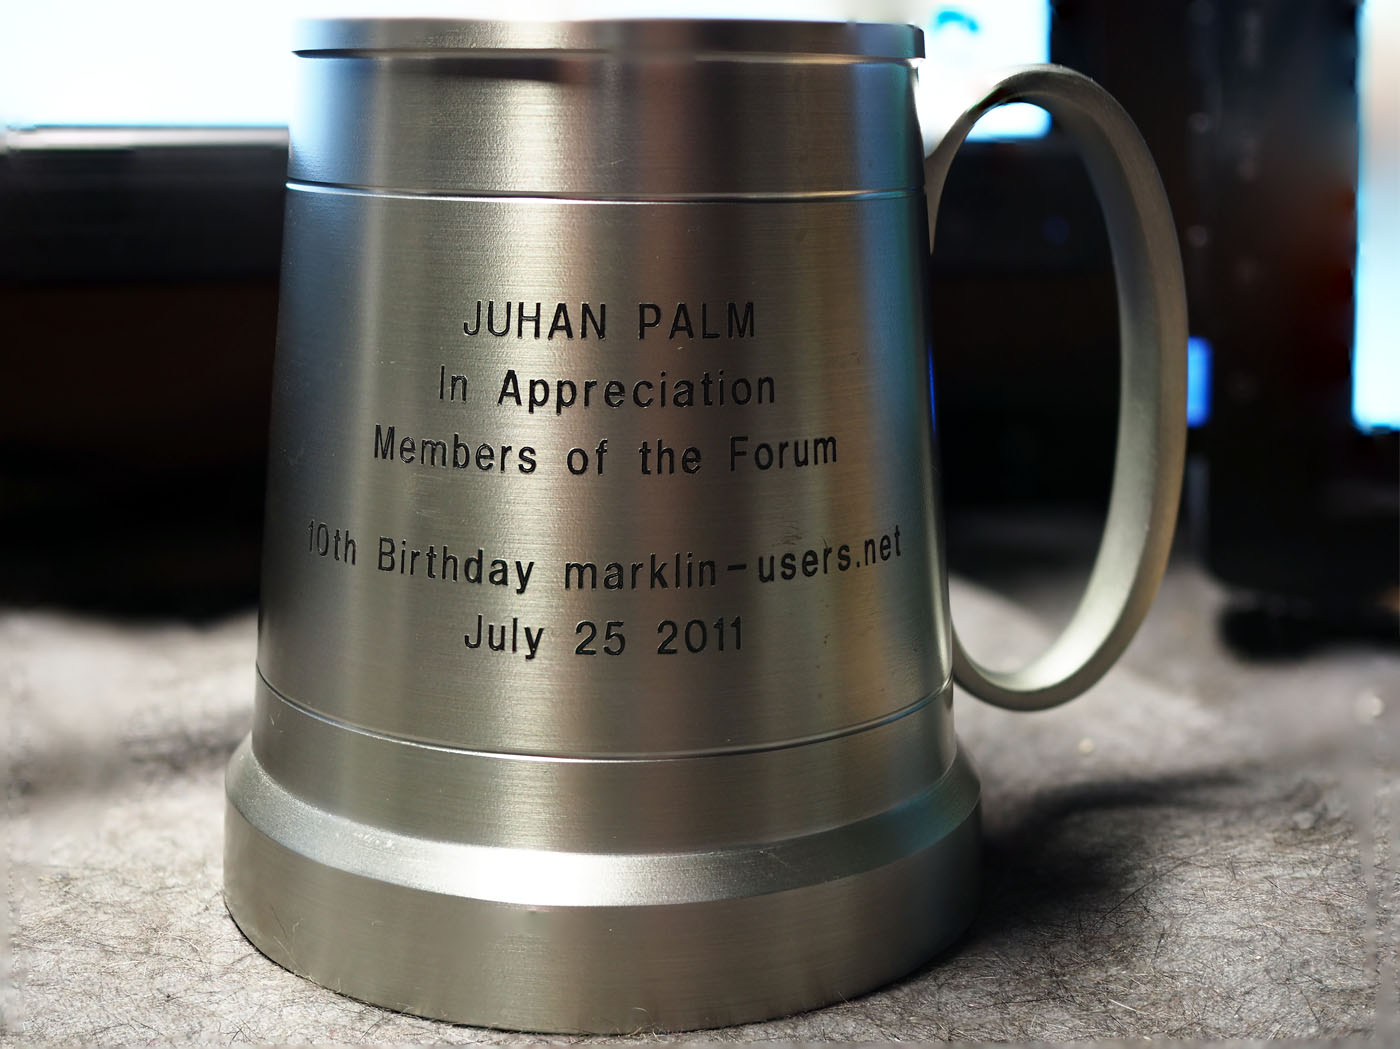 JUHAN PALM
In Appreciation
Members of the Forum
10th Birthday marklin-users.net
July 25 2011